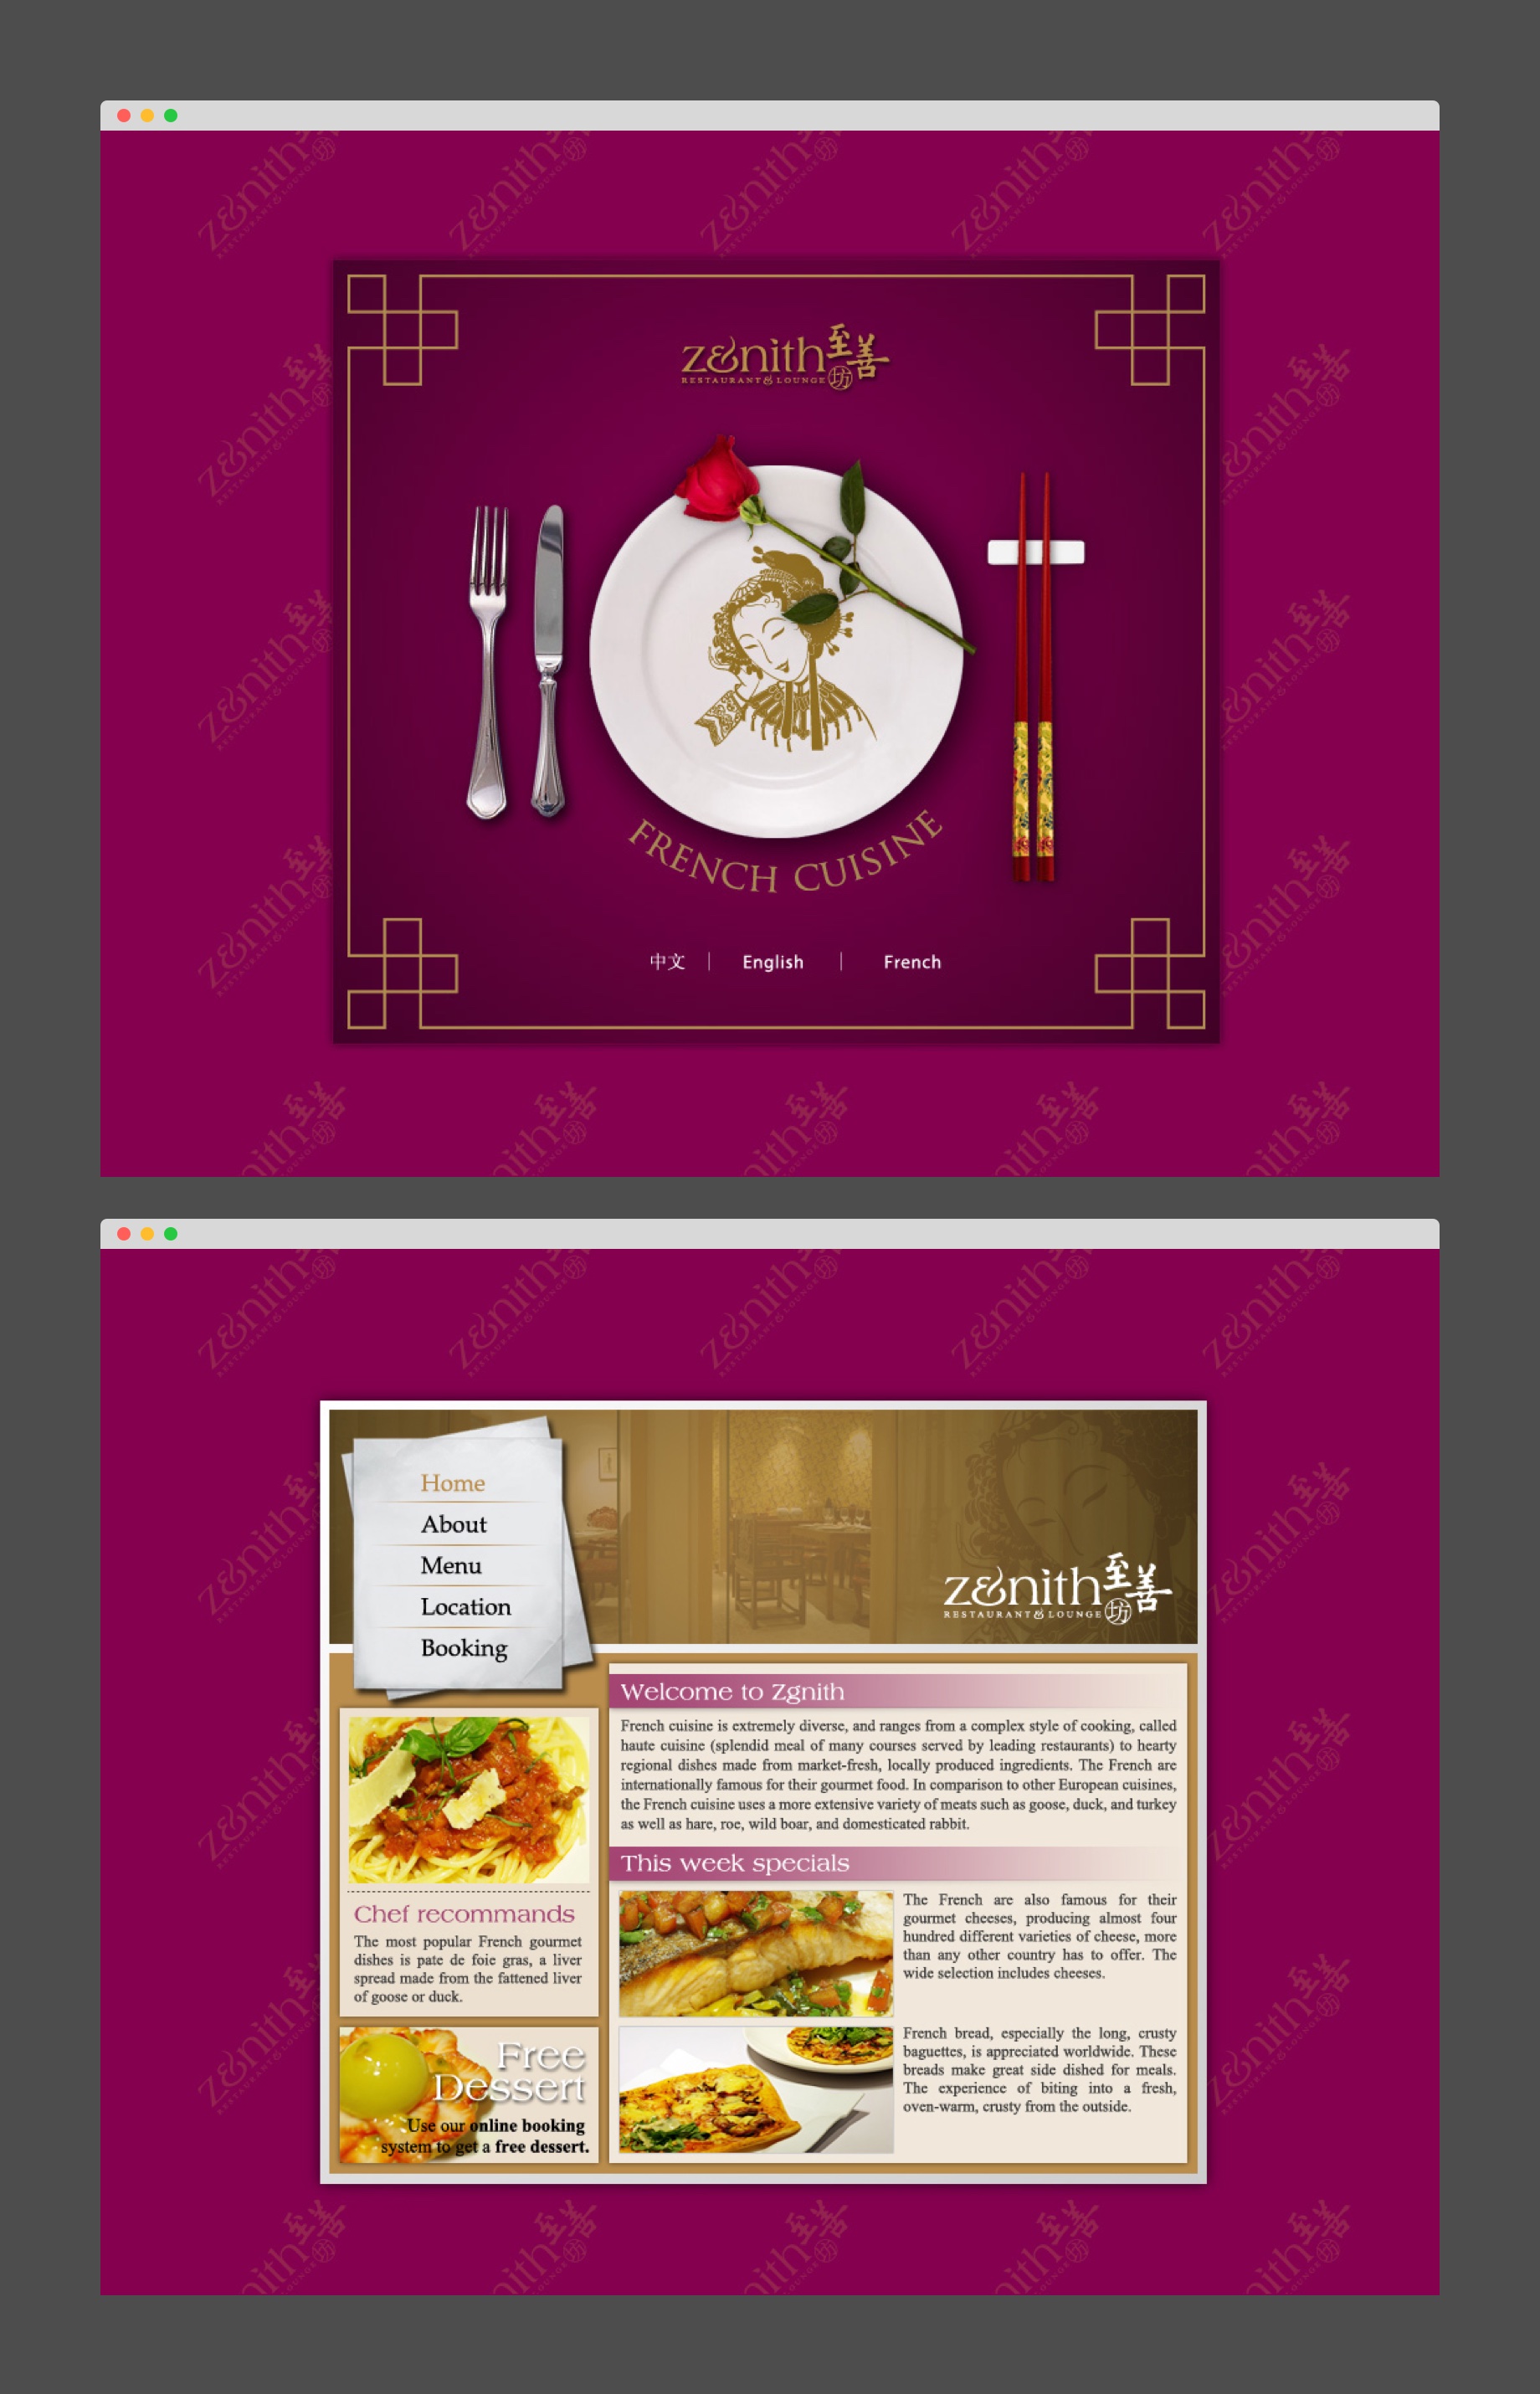 z&nith至善坊
RESTAURANT & LOUNGE
FRENCH CUISINE
中文 | English | French
Home
About
Menu
Location
Booking
z&nith至善坊
RESTAURANT & LOUNGE
Welcome to Zgnith
French cuisine is extremely diverse, and ranges from a complex style of cooking, called
haute cuisine (splendid meal of many courses served by leading restaurants) to hearty
regional dishes made from market-fresh, locally produced ingredients. The French are
internationally famous for their gourmet food. In comparison to other European cuisines,
the French cuisine uses a more extensive variety of meats such as goose, duck, and turkey
as well as hare, roe, wild boar, and domesticated rabbit.
This week specials
The French are also famous for their
gourmet cheeses, producing almost four
hundred different varieties of cheese, more
than any other country has to offer. The
wide selection includes cheeses.
French bread, especially the long, crusty
baguettes, is appreciated worldwide. These
breads make great side dished for meals.
The experience of biting into a fresh,
oven-warm, crusty from the outside.
Chef recommands
The most popular French gourmet
dishes is pate de foie gras, a liver
spread made from the fattened liver
of goose or duck.
Free
Dessert
Use our online booking
system to get a free dessert.